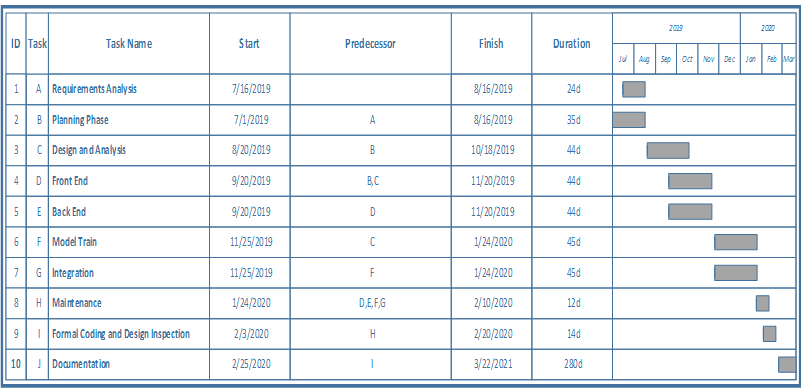 2019 2020
ID Task Task Name Start Predecessor Finish Duration
Jul Aug Sep Oct Nov Dec Jan Feb Mar
1 A Requirements Analysis 7/16/2019 8/16/2019 24d
2 B Planning Phase 7/1/2019 A 8/16/2019 35d
3 C Design and Analysis 8/20/2019 B 10/18/2019 44d
4 D Front End 9/20/2019 B,C 11/20/2019 44d
5 E Back End 9/20/2019 D 11/20/2019 44d
6 F Model Train 11/25/2019 C 1/24/2020 45d
7 G Integration 11/25/2019 F 1/24/2020 45d
8 H Maintenance 1/24/2020 D,E,F,G 2/10/2020 12d
9 I Formal Coding and Design Inspection 2/3/2020 H 2/20/2020 14d
10 J Documentation 2/25/2020 I 3/22/2021 280d